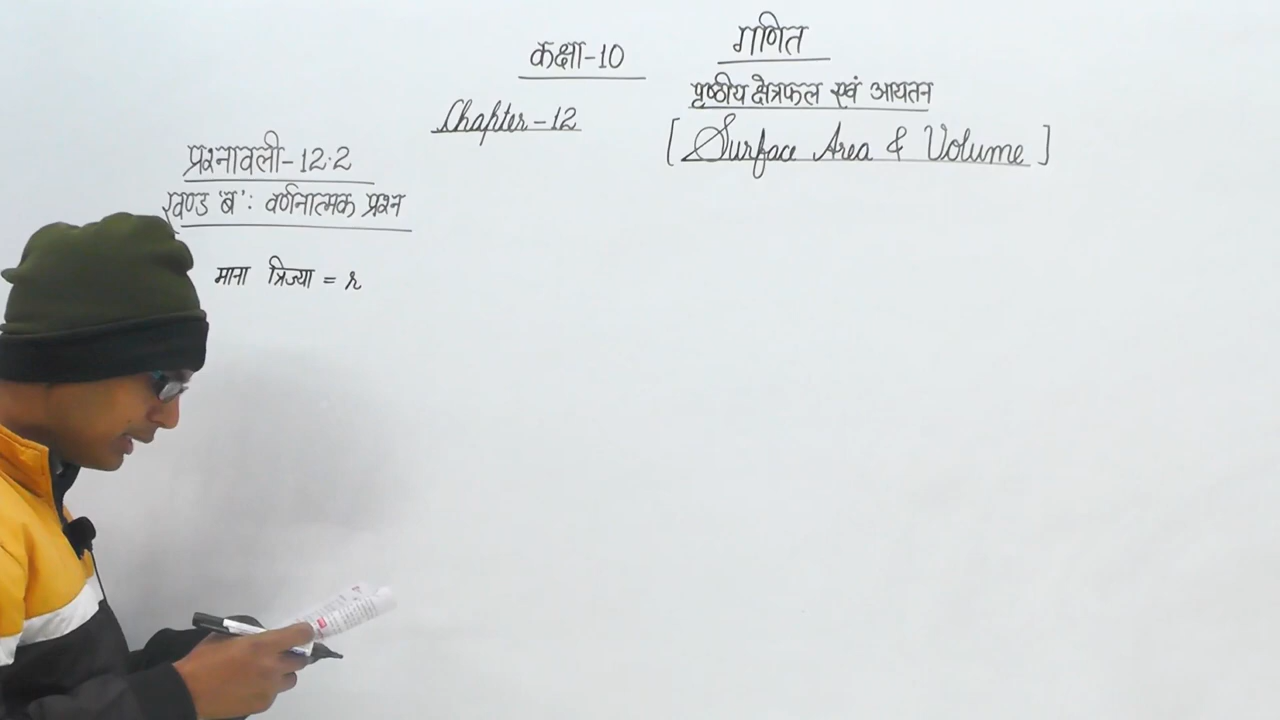 गणित
कक्षा-10
पृष्ठीय क्षेत्रफल एवं आयतन
Chapter-12
[Surface Area & Volume]
प्रश्नावली-12.2
खण्ड 'ब': वर्णनात्मक प्रश्न
माना त्रिज्या = r